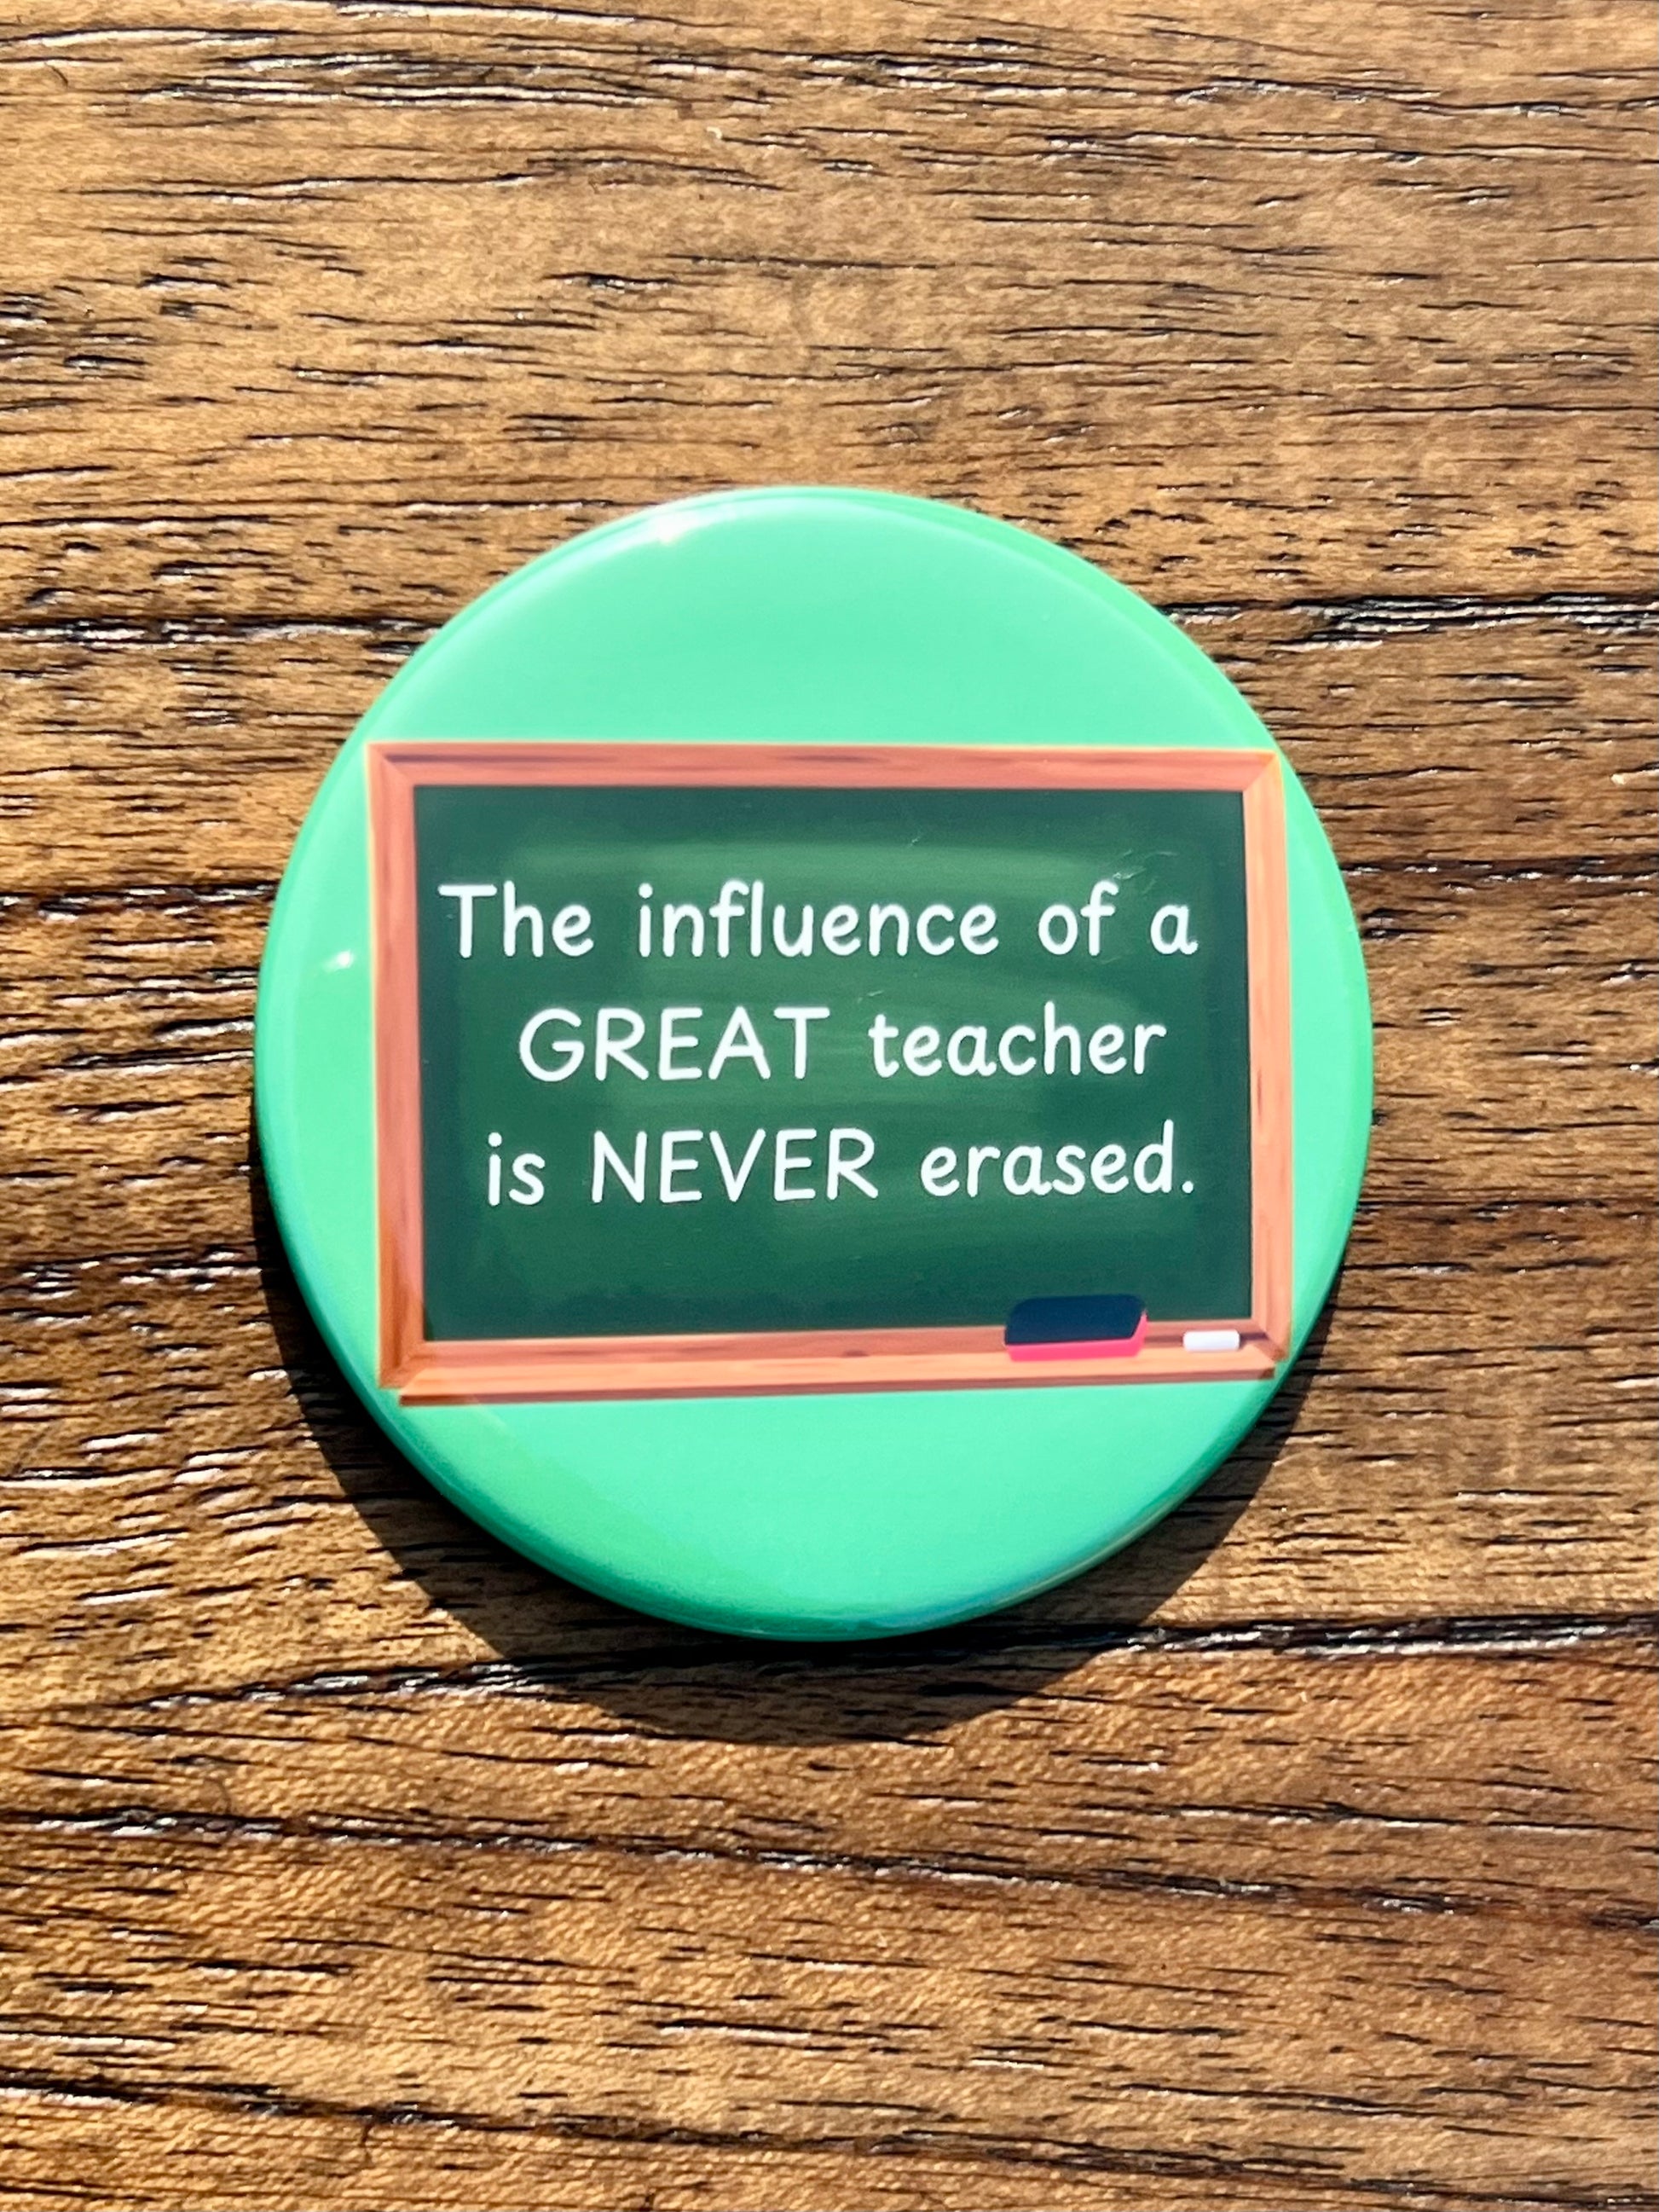 The influence of a
GREAT teacher
is NEVER erased.